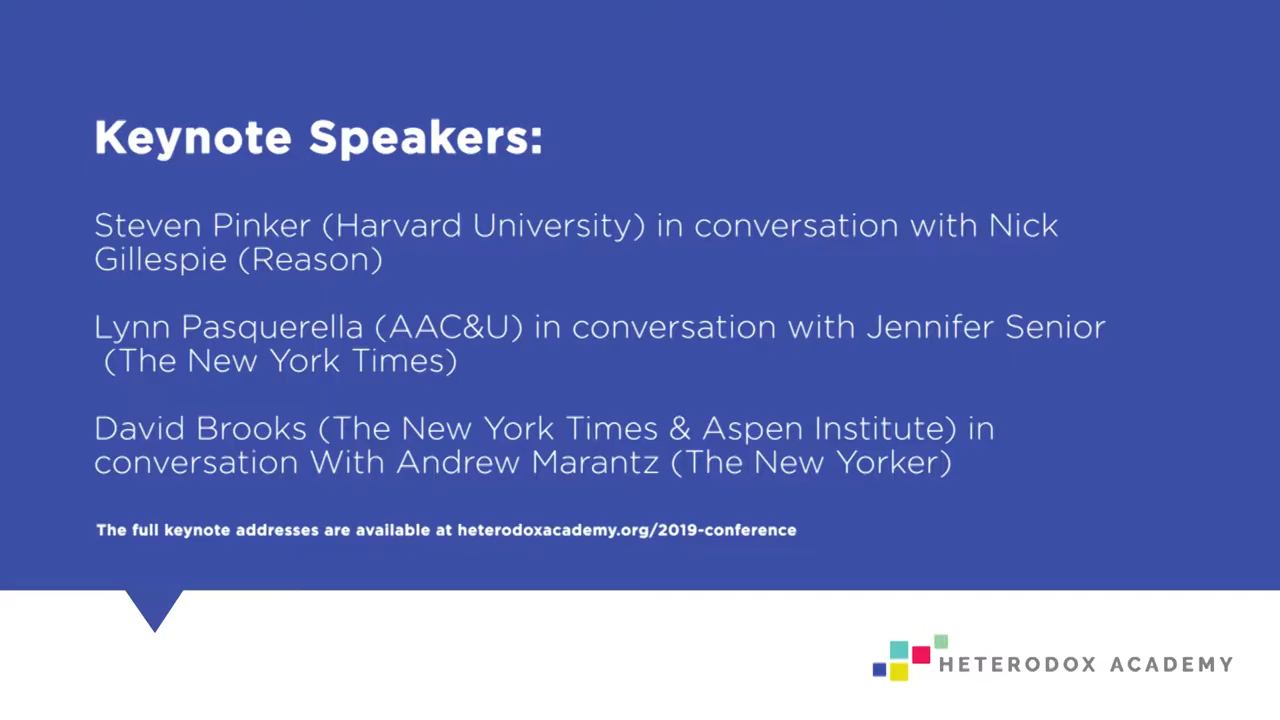 Keynote Speakers:
Steven Pinker (Harvard University) in conversation with Nick
Gillespie (Reason)
Lynn Pasquerella (AAC&U) in conversation with Jennifer Senior
(The New York Times)
David Brooks (The New York Times & Aspen Institute) in
conversation With Andrew Marantz (The New Yorker)
The full keynote addresses are available at heterodoxacademy.org/2019-conference
HETERODOX ACADEMY